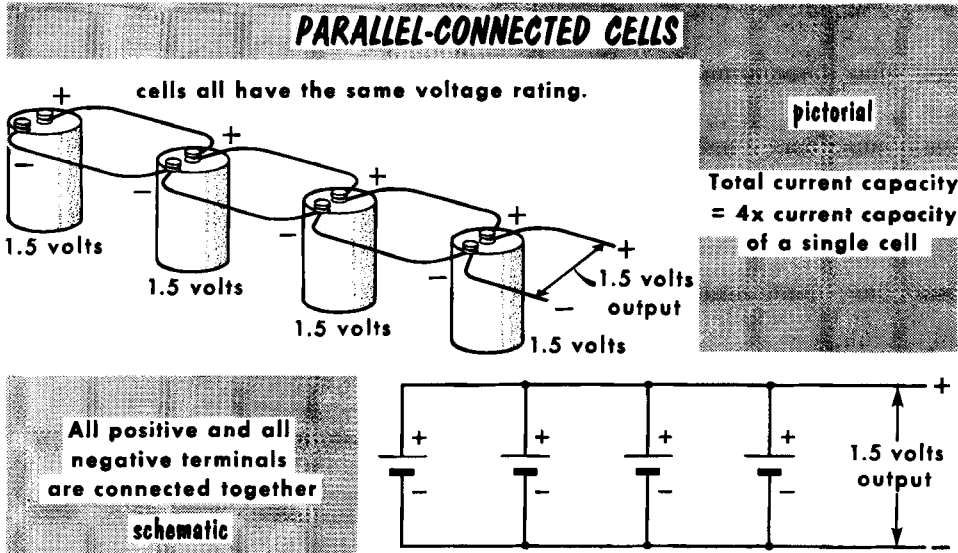 PARALLEL-CONNECTED CELLS
cells all have the same voltage rating.
pictorial
Total current capacity
= 4x current capacity
of a single cell
+
−
1.5 volts
+
−
1.5 volts
+
−
1.5 volts
+
−
1.5 volts
+
−
1.5 volts
output
All positive and all
negative terminals
are connected together
schematic
+
−
+
−
+
−
+
−
+
1.5 volts
output
−